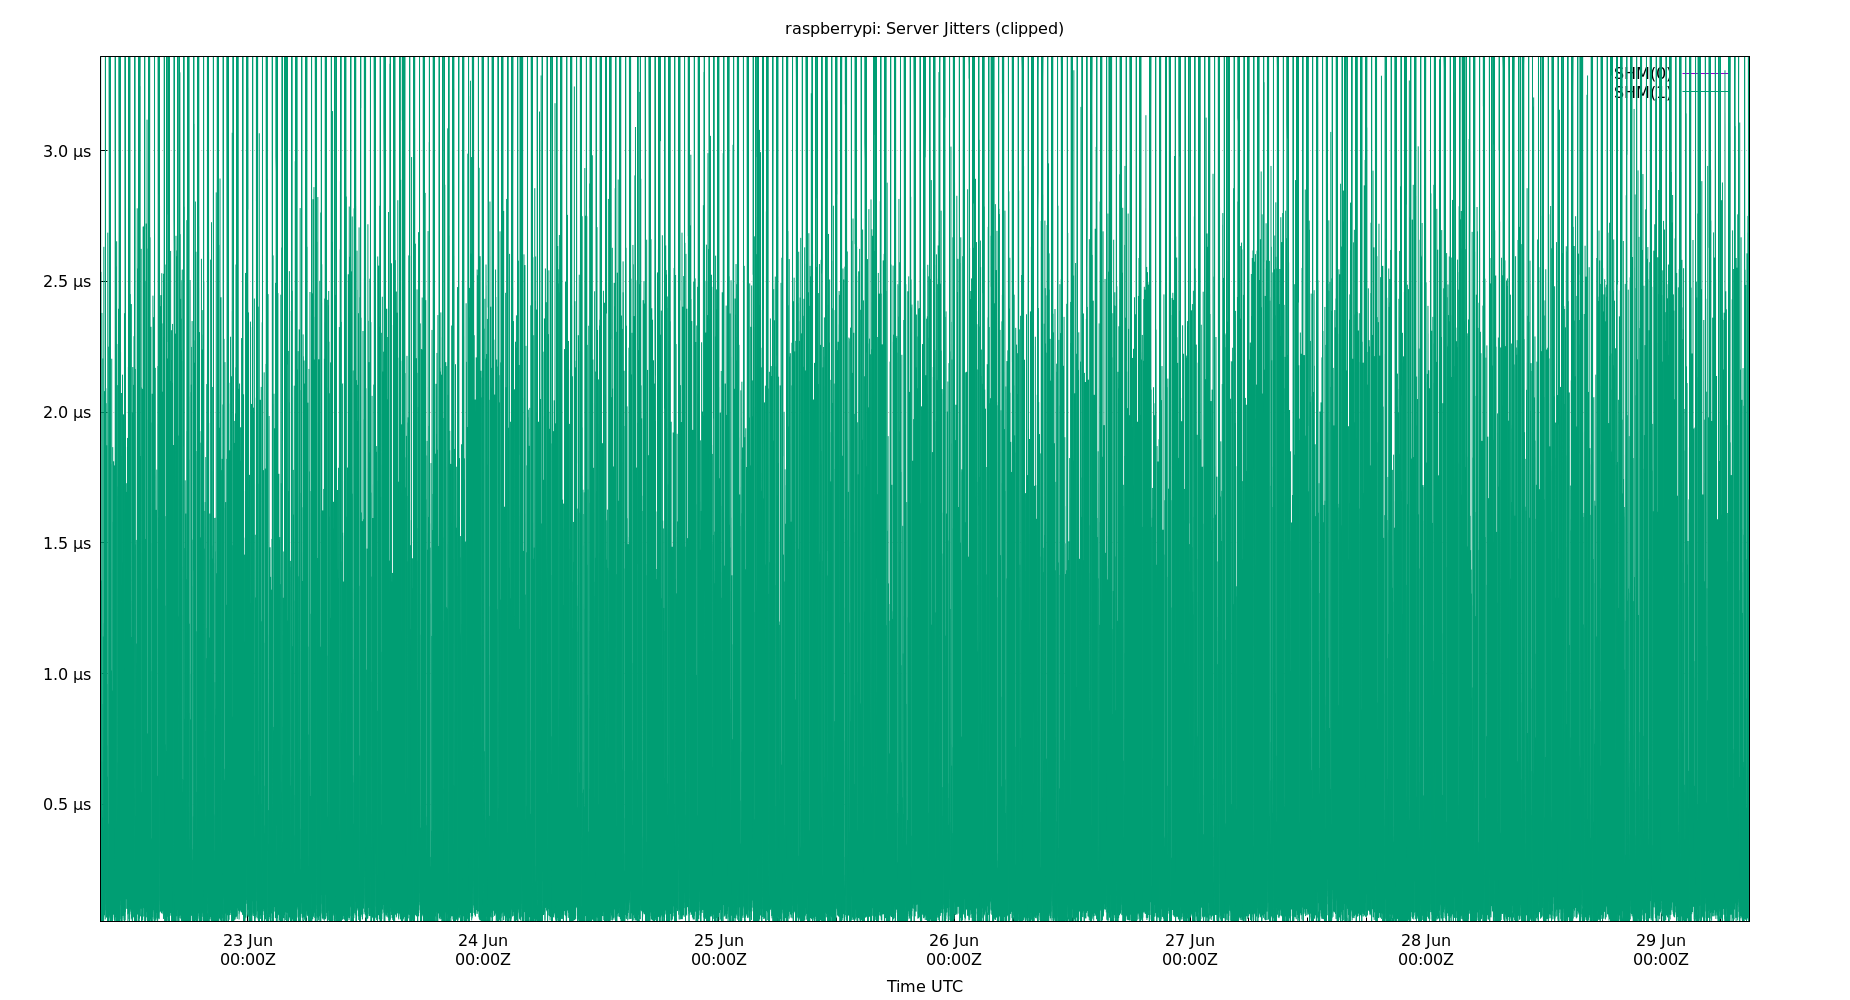 raspberrypi: Server Jitters (clipped)
SHM(0)
SHM(1)
3.0 µs
2.5 µs
2.0 µs
1.5 µs
1.0 µs
0.5 µs
23 Jun 24 Jun 25 Jun 26 Jun 27 Jun 28 Jun 29 Jun
00:00Z 00:00Z 00:00Z 00:00Z 00:00Z 00:00Z 00:00Z
Time UTC